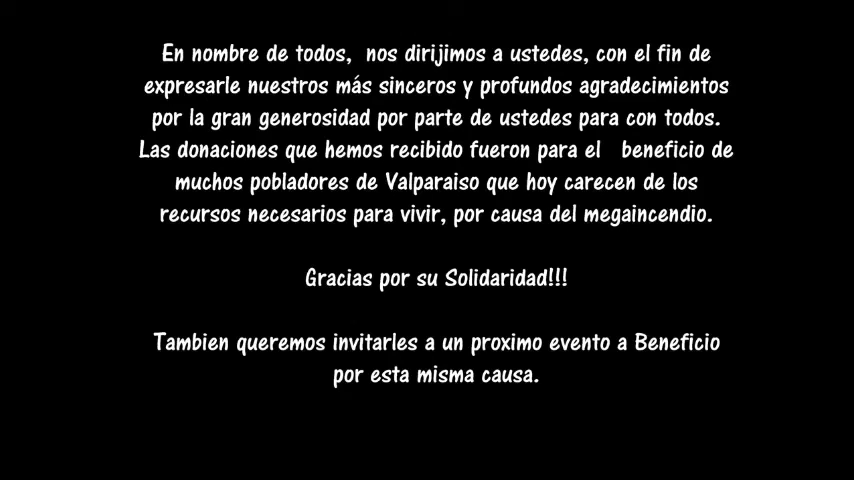 En nombre de todos,  nos dirijimos a ustedes, con el fin de
expresarle nuestros más sinceros y profundos agradecimientos
por la gran generosidad por parte de ustedes para con todos.
Las donaciones que hemos recibido fueron para el   beneficio de
muchos pobladores de Valparaiso que hoy carecen de los
recursos necesarios para vivir, por causa del megaincendio.
Gracias por su Solidaridad!!!
Tambien queremos invitarles a un proximo evento a Beneficio
por esta misma causa.